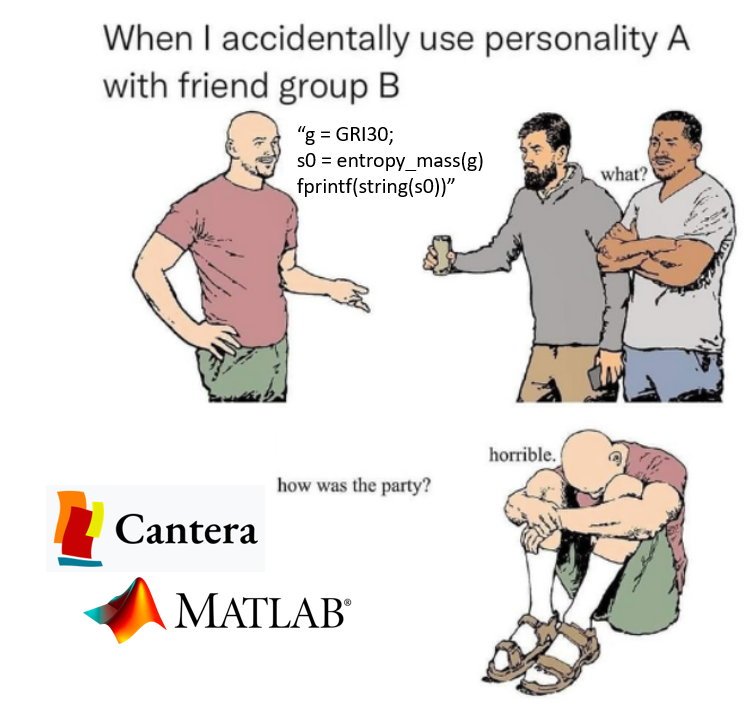 When I accidentally use personality A
with friend group B
“g = GRI30;
s0 = entropy_mass(g)
fprintf(string(s0))”
what?
horrible.
how was the party?
Cantera
MATLAB®